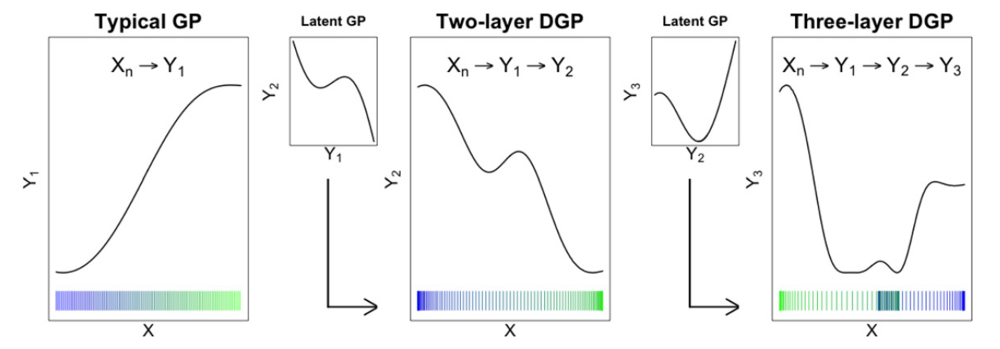 Typical GP
Xn → Y1
Y1
X
Latent GP
Y2
Y1
Two-layer DGP
Xn → Y1 → Y2
Y2
X
Latent GP
Y3
Y2
Three-layer DGP
Xn → Y1 → Y2 → Y3
Y3
X